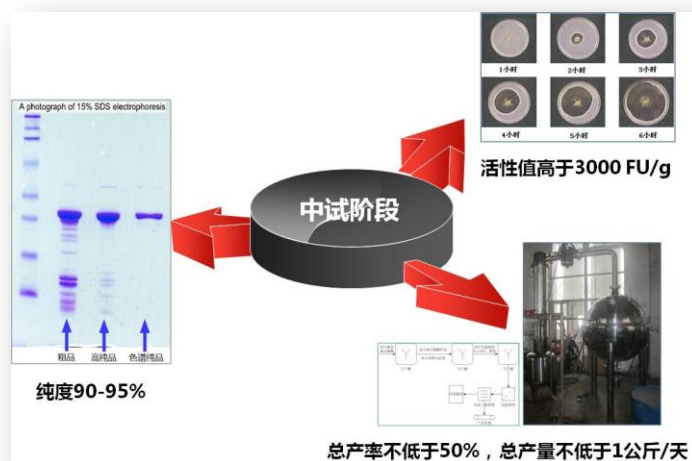 A photograph of 15% SDS electrophoresis
粗品
高纯品
色谱纯品
纯度90-95%
中试阶段
1小时
2小时
3小时
4小时
5小时
6小时
活性值高于3000 FU/g
总产率不低于50%，总产量不低于1公斤/天